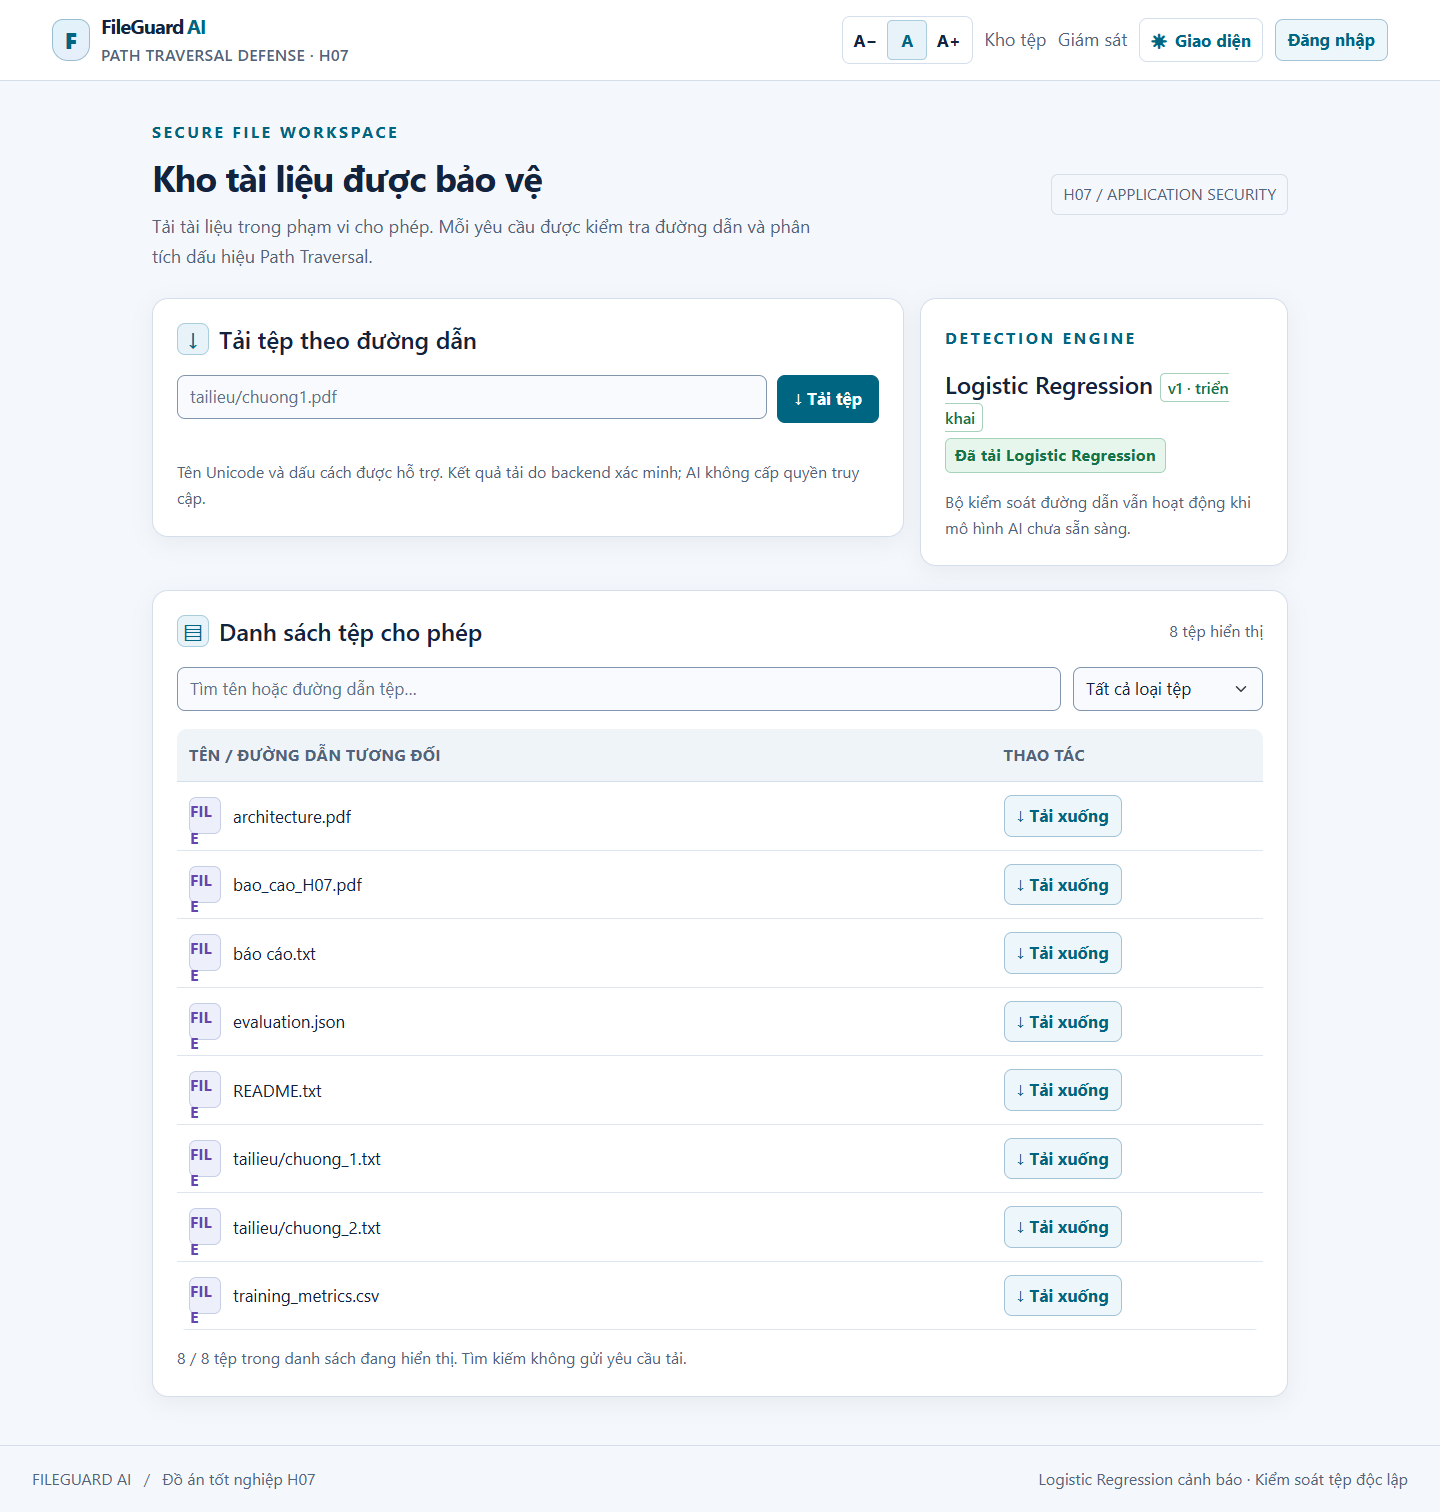 F
FileGuard AI
PATH TRAVERSAL DEFENSE · H07
A− A A+ Kho tệp Giám sát Giao diện Đăng nhập
SECURE FILE WORKSPACE
Kho tài liệu được bảo vệ
H07 / APPLICATION SECURITY
Tải tài liệu trong phạm vi cho phép. Mỗi yêu cầu được kiểm tra đường dẫn và phân
tích dấu hiệu Path Traversal.
↓ Tải tệp theo đường dẫn
tailieu/chuong1.pdf
↓ Tải tệp
Tên Unicode và dấu cách được hỗ trợ. Kết quả tải do backend xác minh; AI không cấp quyền truy
cập.
DETECTION ENGINE
Logistic Regression v1 · triển
khai
Đã tải Logistic Regression
Bộ kiểm soát đường dẫn vẫn hoạt động khi
mô hình AI chưa sẵn sàng.
Danh sách tệp cho phép
8 tệp hiển thị
Tìm tên hoặc đường dẫn tệp...
Tất cả loại tệp
TÊN / ĐƯỜNG DẪN TƯƠNG ĐỐI THAO TÁC
FIL
E
architecture.pdf ↓ Tải xuống
FIL
E
bao_cao_H07.pdf ↓ Tải xuống
FIL
E
báo cáo.txt ↓ Tải xuống
FIL
E
evaluation.json ↓ Tải xuống
FIL
E
README.txt ↓ Tải xuống
FIL
E
tailieu/chuong_1.txt ↓ Tải xuống
FIL
E
tailieu/chuong_2.txt ↓ Tải xuống
FIL
E
training_metrics.csv ↓ Tải xuống
8 / 8 tệp trong danh sách đang hiển thị. Tìm kiếm không gửi yêu cầu tải.
FILEGUARD AI / Đồ án tốt nghiệp H07
Logistic Regression cảnh báo · Kiểm soát tệp độc lập